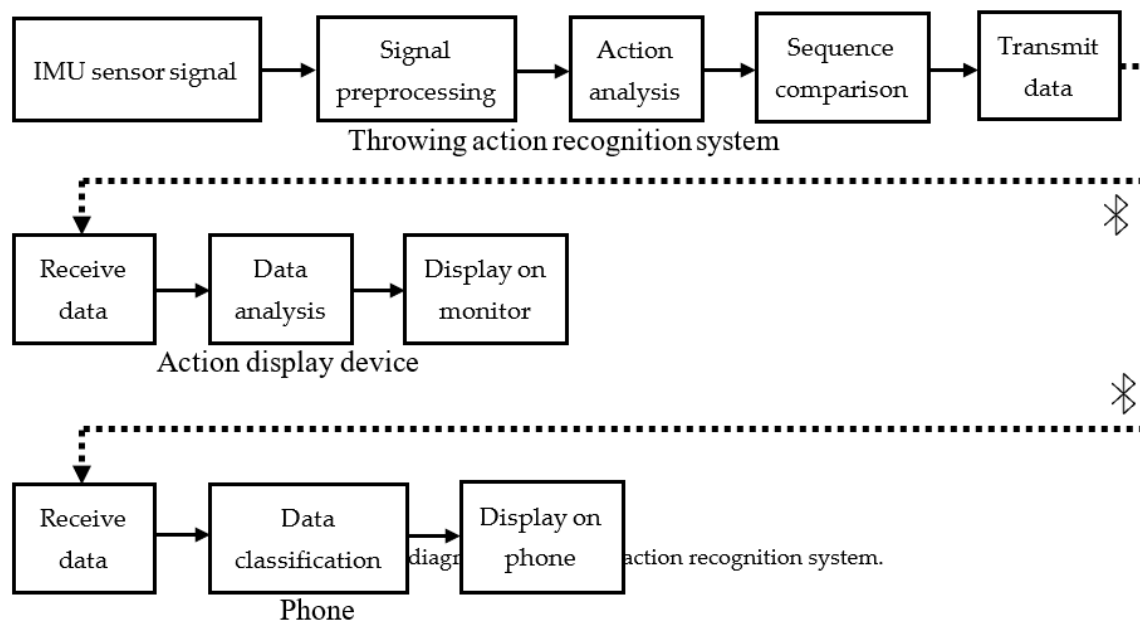 IMU sensor signal
Signal
preprocessing
Action
analysis
Sequence
comparison
Transmit
data
Throwing action recognition system
Receive
data
Data
analysis
Display on
monitor
Action display device
Receive
data
Data
classification
Display on
phone
action recognition system.
Phone